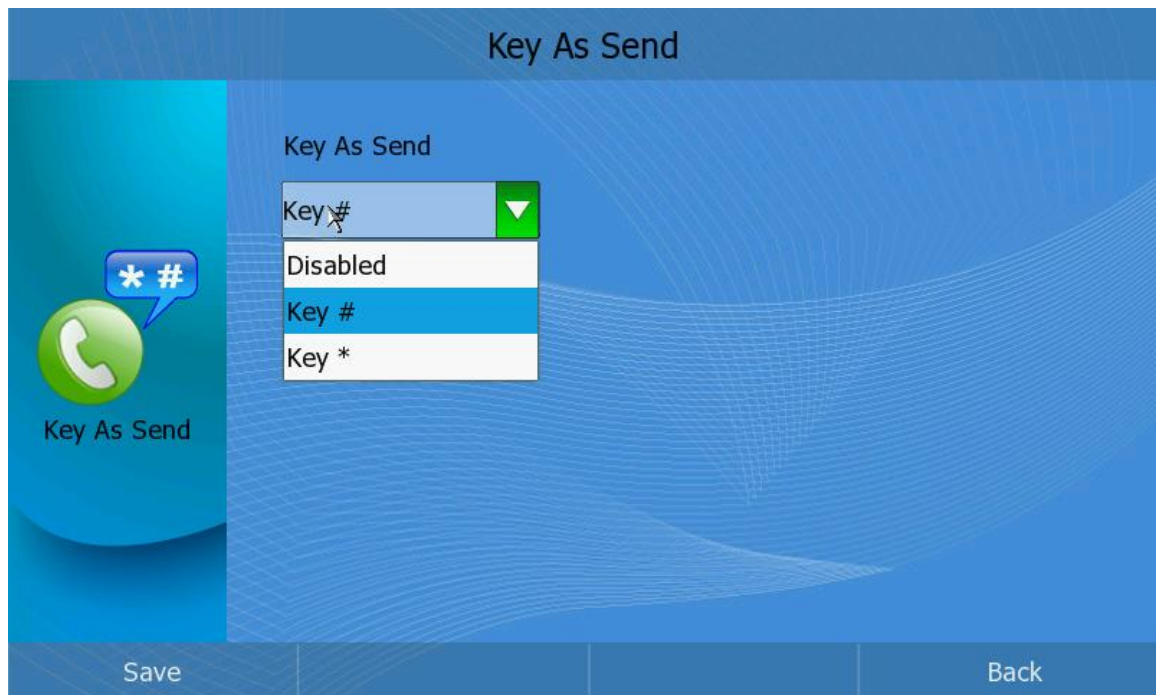 Key As Send
Key As Send
Key #
Disabled
Key #
Key *
* #
Key As Send
Save
Back